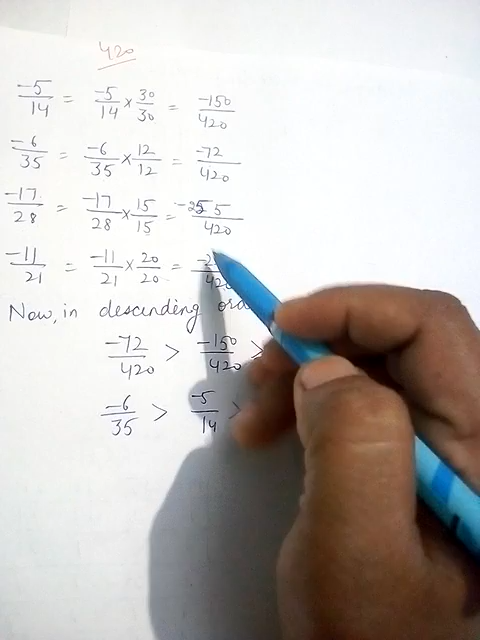 420
-5/14 = -5/14 × 30/30 = -150/420
-6/35 = -6/35 × 12/12 = -72/420
-17/28 = -17/28 × 15/15 = -255/420
-11/21 = -11/21 × 20/20 = -2 /420
Now, in descending
-72/420 > -150/420 >
-6/35 > -5/14 >